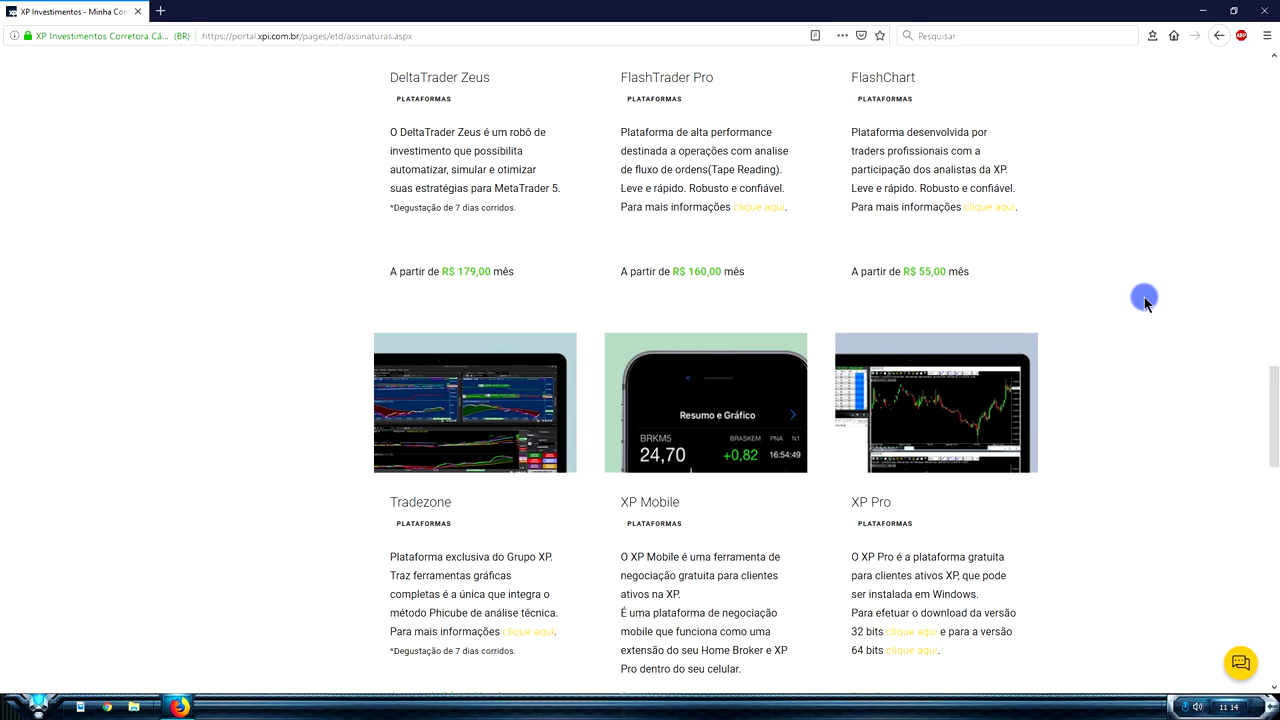 XP Investimentos - Minha Con
XP Investimentos Corretora Câ... (BR)
https://portal.xpi.com.br/pages/etd/assinaturas.aspx
Pesquisar
ABP
DeltaTrader Zeus
PLATAFORMAS
O DeltaTrader Zeus é um robô de
investimento que possibilita
automatizar, simular e otimizar
suas estratégias para MetaTrader 5.
*Degustação de 7 dias corridos.
A partir de R$ 179,00 mês
FlashTrader Pro
PLATAFORMAS
Plataforma de alta performance
destinada a operações com analise
de fluxo de ordens(Tape Reading).
Leve e rápido. Robusto e confiável.
Para mais informações clique aqui.
A partir de R$ 160,00 mês
FlashChart
PLATAFORMAS
Plataforma desenvolvida por
traders profissionais com a
participação dos analistas da XP.
Leve e rápido. Robusto e confiável.
Para mais informações clique aqui.
A partir de R$ 55,00 mês
Resumo e Gráfico
BRKM5 BRASKEM PNA N1
24,70 +0,82 16:54:49
Tradezone
PLATAFORMAS
Plataforma exclusiva do Grupo XP.
Traz ferramentas gráficas
completas é a única que integra o
método Phicube de análise técnica.
Para mais informações clique aqui.
*Degustação de 7 dias corridos.
XP Mobile
PLATAFORMAS
O XP Mobile é uma ferramenta de
negociação gratuita para clientes
ativos na XP.
É uma plataforma de negociação
mobile que funciona como uma
extensão do seu Home Broker e XP
Pro dentro do seu celular.
XP Pro
PLATAFORMAS
O XP Pro é a plataforma gratuita
para clientes ativos XP, que pode
ser instalada em Windows.
Para efetuar o download da versão
32 bits clique aqui e para a versão
64 bits clique aqui.
11:14